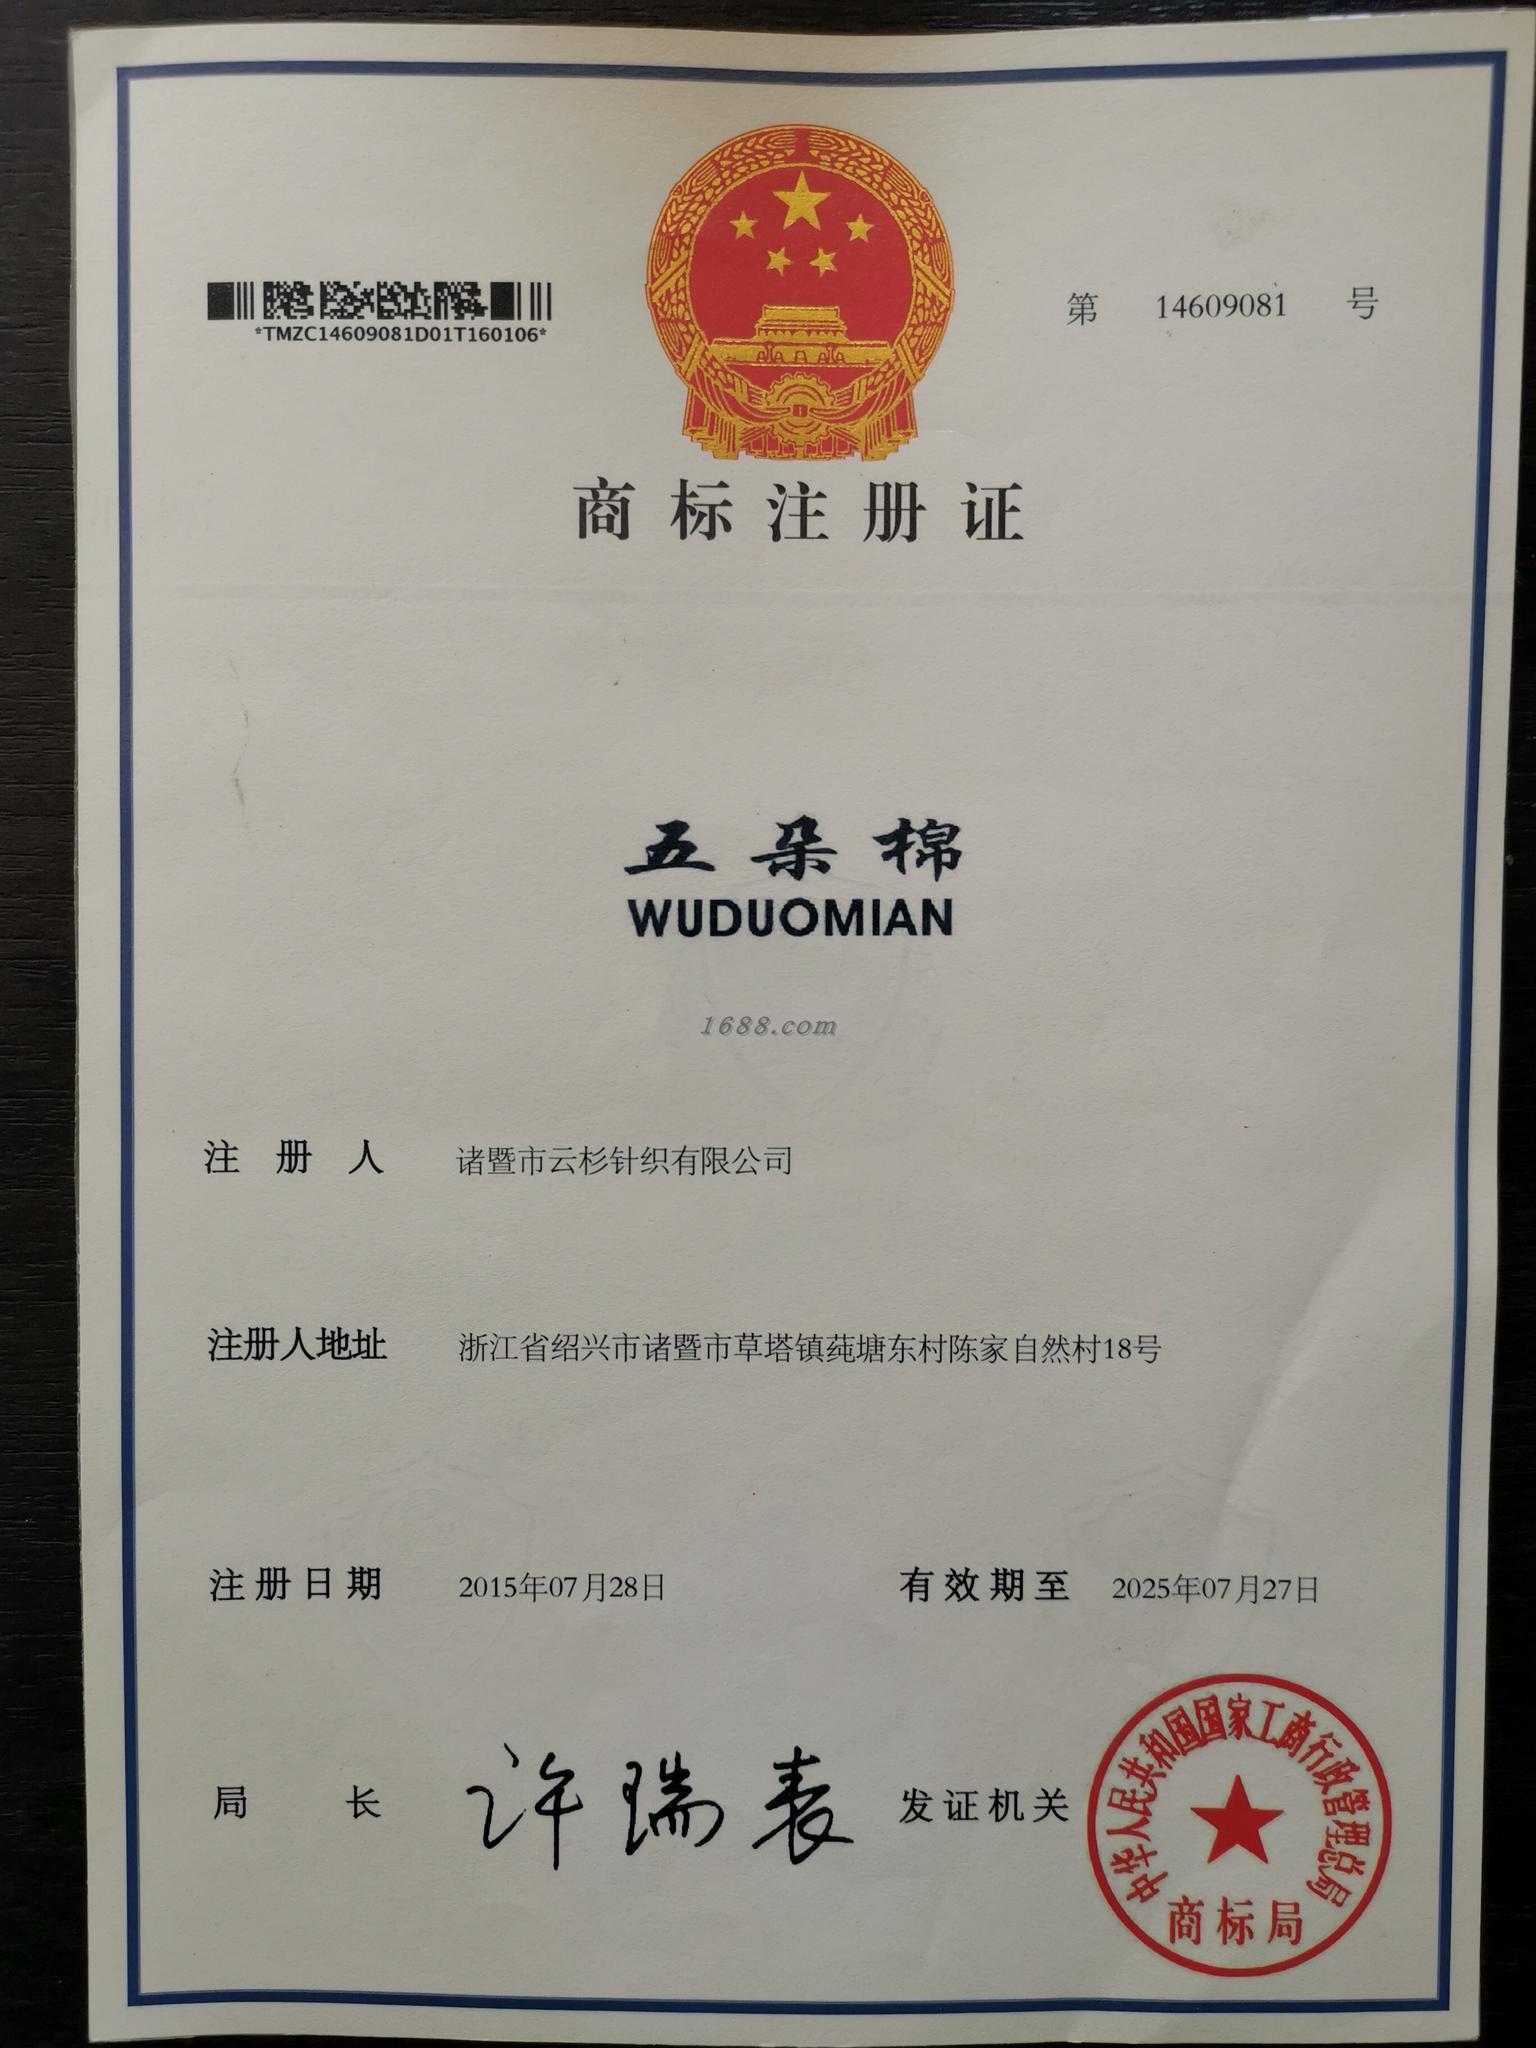 *TMZC14609081D01T160106*
第 14609081 号
商标注册证
五朵棉
WUDUOMIAN
1688.com
注册人 诸暨市云杉针织有限公司
注册人地址 浙江省绍兴市诸暨市草塔镇莼塘东村陈家自然村18号
注册日期 2015年07月28日 有效期至 2025年07月27日
局长 许瑞表 发证机关
中华人民共和国国家工商行政管理总局
商标局